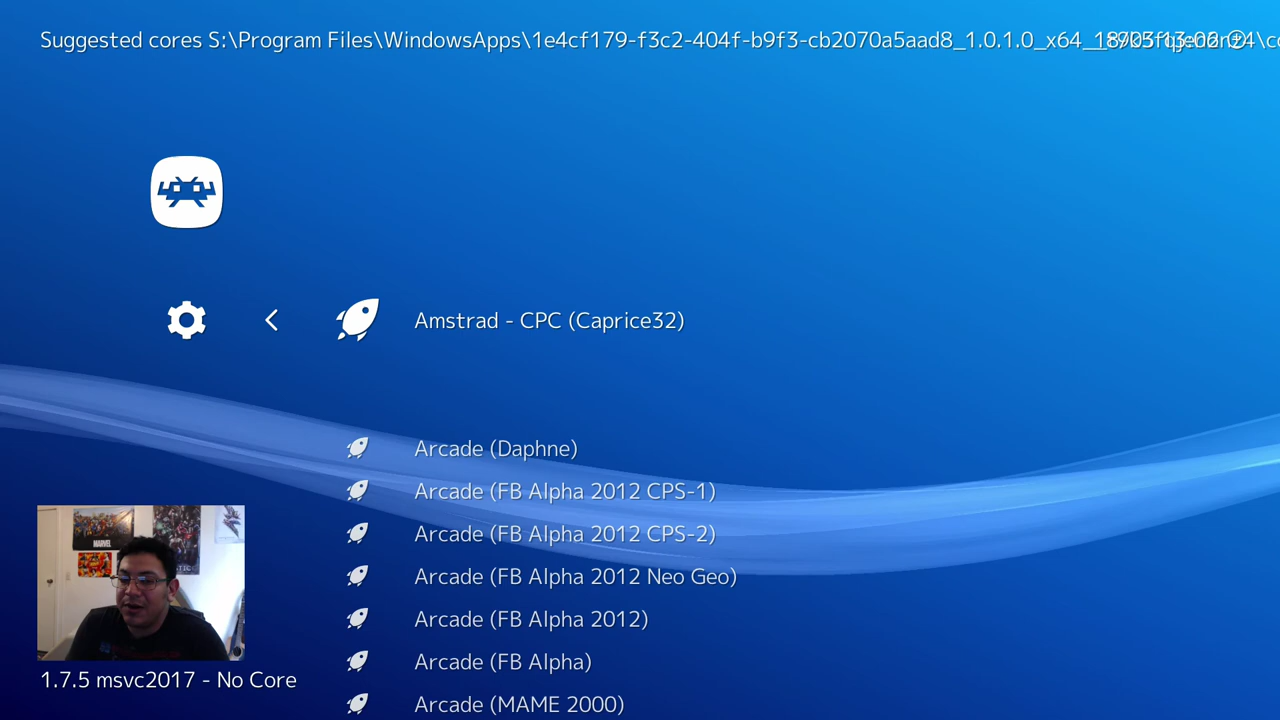 Suggested cores S:\Program Files\WindowsApps\1e4cf179-f3c2-404f-b9f3-cb2070a5aad8_1.0.1.0_x64__
Amstrad - CPC (Caprice32)
Arcade (Daphne)
Arcade (FB Alpha 2012 CPS-1)
Arcade (FB Alpha 2012 CPS-2)
Arcade (FB Alpha 2012 Neo Geo)
Arcade (FB Alpha 2012)
Arcade (FB Alpha)
Arcade (MAME 2000)
MARVEL
1.7.5 msvc2017 - No Core